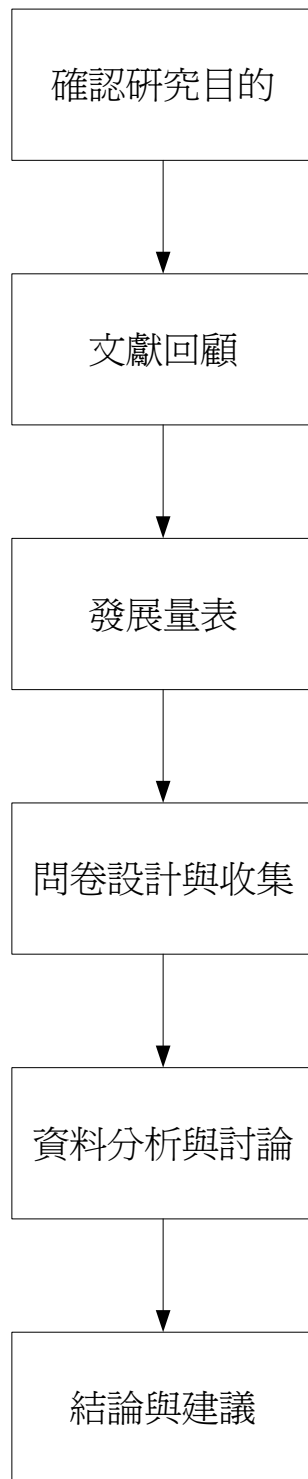 確認研究目的
文獻回顧
發展量表
問卷設計與收集
資料分析與討論
結論與建議